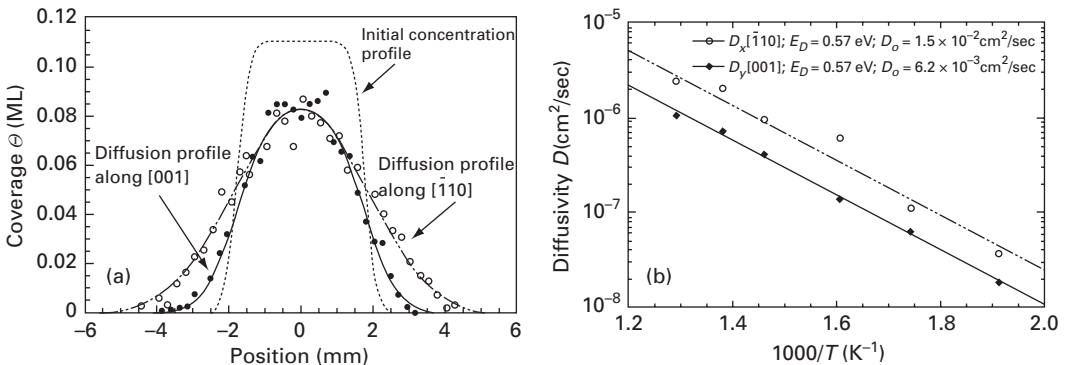 0.12
0.10
0.08
0.06
0.04
0.02
0
Coverage Θ (ML)
Initial concentration
profile
Diffusion profile
along [001]
Diffusion profile
along [1̄10]
(a)
−6 −4 −2 0 2 4 6
Position (mm)
10⁻⁵
10⁻⁶
10⁻⁷
10⁻⁸
Diffusivity D(cm²/sec)
Dₓ[1̄10]; E_D = 0.57 eV; Dₒ = 1.5 × 10⁻²cm²/sec
D_y[001]; E_D = 0.57 eV; Dₒ = 6.2 × 10⁻³cm²/sec
(b)
1.2 1.4 1.6 1.8 2.0
1000/T (K⁻¹)